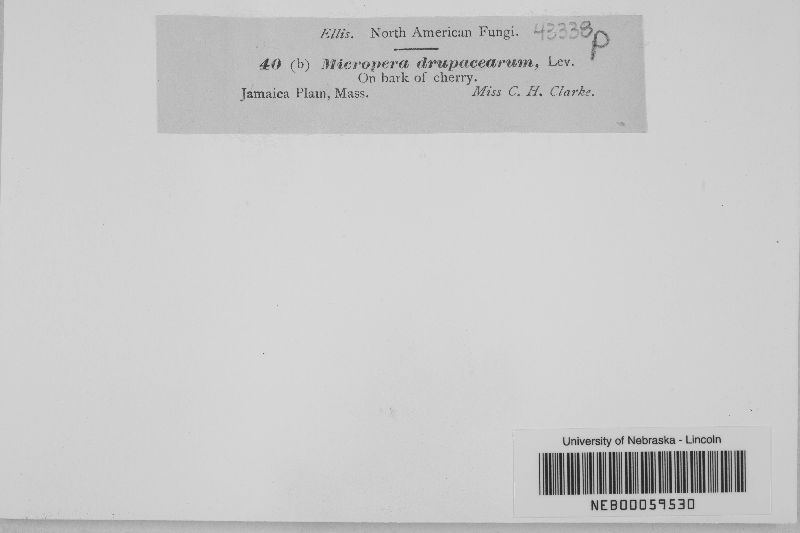 Ellis. North American Fungi. 43338 p
40 (b) Micropera drupacearum, Lev.
On bark of cherry.
Jamaica Plain, Mass. Miss C. H. Clarke.
University of Nebraska - Lincoln
NEB00059530